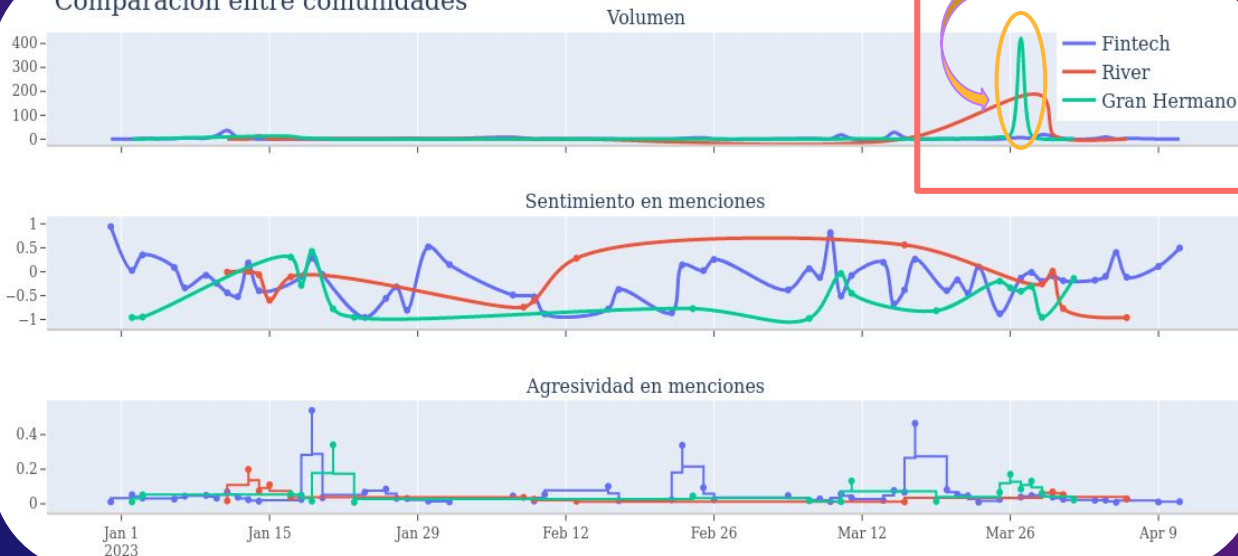 Comparación entre comunidades
Volumen
400
300
200
100
0
Fintech
River
Gran Hermano
Sentimiento en menciones
1
0.5
0
−0.5
−1
Agresividad en menciones
0.4
0.2
0
Jan 1
2023
Jan 15
Jan 29
Feb 12
Feb 26
Mar 12
Mar 26
Apr 9